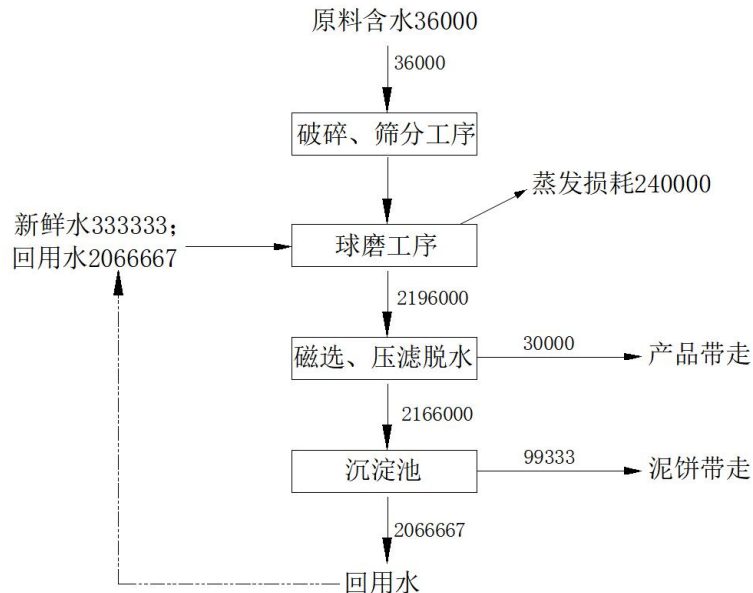 原料含水36000
36000
破碎、筛分工序
蒸发损耗240000
新鲜水333333;
回用水2066667
球磨工序
2196000
磁选、压滤脱水
30000
产品带走
2166000
沉淀池
99333
泥饼带走
2066667
回用水